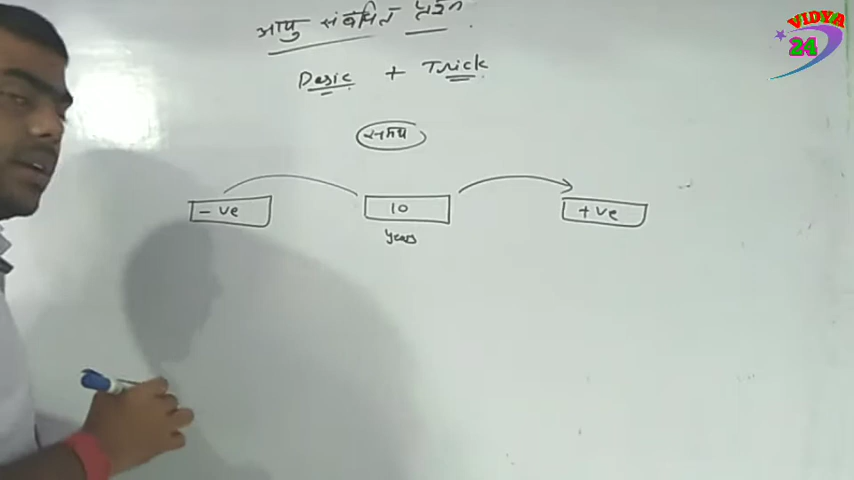 आयु संबंधित प्रश्न
Basic + Trick
समय
- ve 10 + ve
years
VIDYA
24